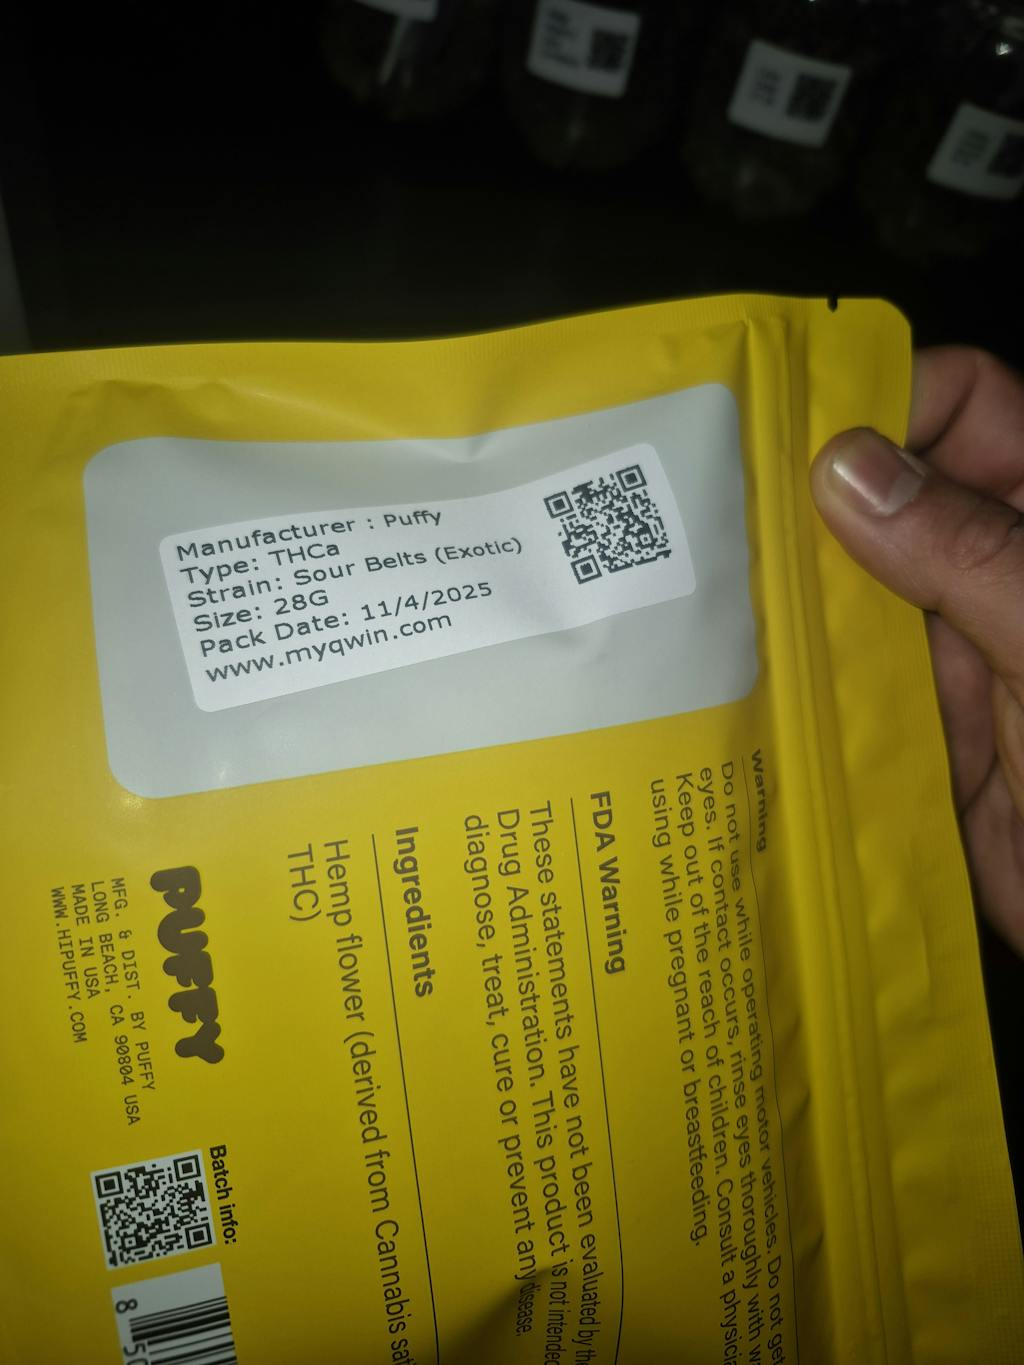 Manufacturer : Puffy
Type: THCa
Strain: Sour Belts (Exotic)
Size: 28G
Pack Date: 11/4/2025
www.myqwin.com
Warning
Do not use while operating motor vehicles. Do not get
eyes. If contact occurs, rinse eyes thoroughly with
Keep out of the reach of children. Consult a
using while pregnant or breastfeeding.
FDA Warning
These statements have not been evaluated by
Drug Administration. This product is not intended
diagnose, treat, cure or prevent any disease.
Ingredients
Hemp flower (derived from Cannabis
THC)
PUFFY
MFG. & DIST. BY PUFFY
LONG BEACH, CA 90804 USA
MADE IN USA
WWW.HIPUFFY.COM
Batch info:
8 50